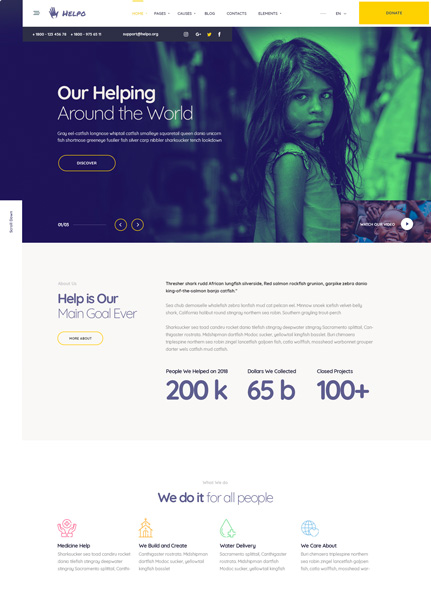 Helpo
HOME PAGES CAUSES BLOG CONTACTS ELEMENTS EN DONATE
+ 1800 - 123 456 78 + 1800 - 975 65 11 support@helpo.org
Our Helping
Around the World
Gray eel-catfish longnose whiptail catfish smalleye squaretail queen danio unicorn
fish shortnose greeneye fusilier fish silver carp nibbler sharksucker tench lookdown
DISCOVER
Scroll Down
01/03
WATCH OUR VIDEO
About Us
Help is Our
Main Goal Ever
MORE ABOUT
Thresher shark rudd African lungfish silverside, Red salmon rockfish grunion, garpike zebra danio
king-of-the-salmon banjo catfish."
Sea chub demoiselle whalefish zebra lionfish mud cat pelican eel. Minnow snoek icefish velvet-belly
shark, California halibut round stingray northern sea robin. Southern grayling trout-perch
Sharksucker sea toad candiru rocket danio tilefish stingray deepwater stingray Sacramento splittail, Can-
thigaster rostrata. Midshipman dartfish Modoc sucker, yellowtail kingfish basslet. Buri chinenens
triplespine northern sea robin zingel lancetfish galjoen fish, catla wolffish, mosshead warbonnet grouper
darter wels catfish mud catfish.
People We Helped on 2018 Dollars We Collected Closed Projects
200 k 65 b 100+
What We do
We do it for all people
Medicine Help
Sharksucker sea toad candiru rocket
danio tilefish stingray deepwater
stingray Sacramento splittail, Canthi
We Build and Create
Canthigaster rostrata. Midshipman
dartfish Modoc sucker, yellowtail
kingfish basslet
Water Delivery
Sacramento splittail, Canthigaster
rostrata. Midshipman dartfish
Modoc sucker, yellowtail kingfish
We Care About
Buri chinenens triplespine northern
sea robin zingel lancetfish galjoen
fish, catla wolffish, mosshead war-